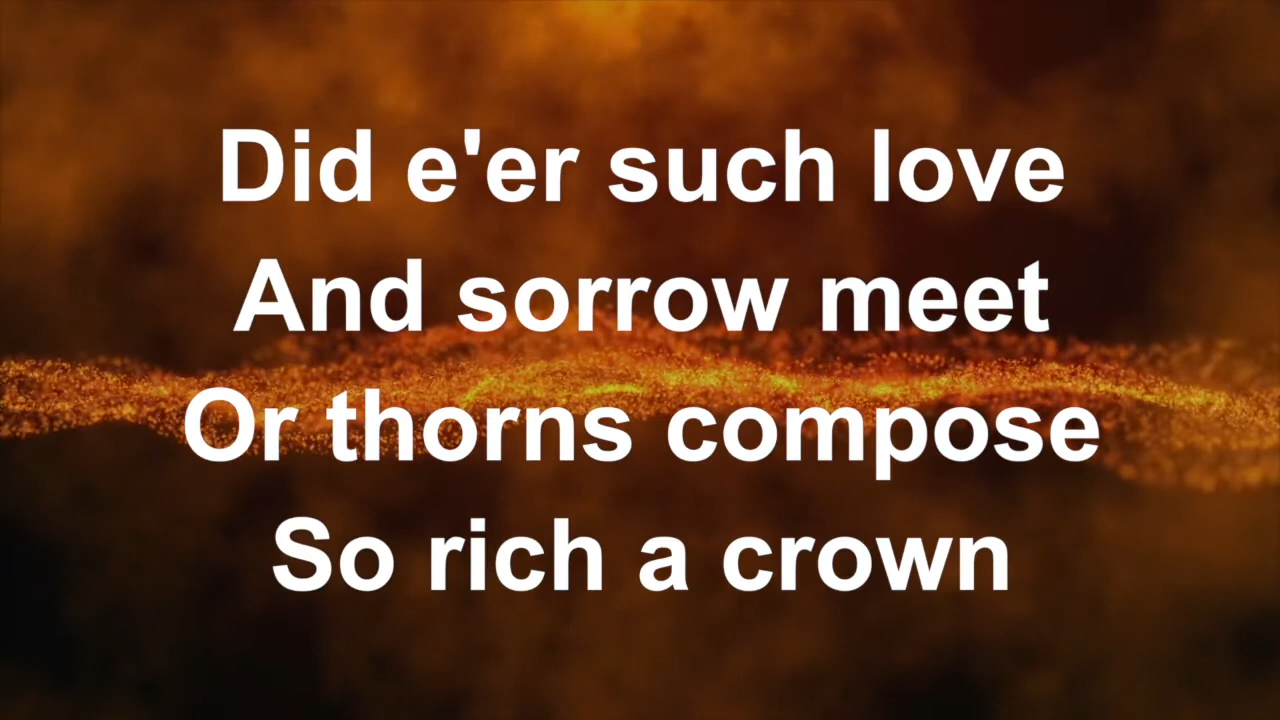 Did e'er such love
And sorrow meet
Or thorns compose
So rich a crown